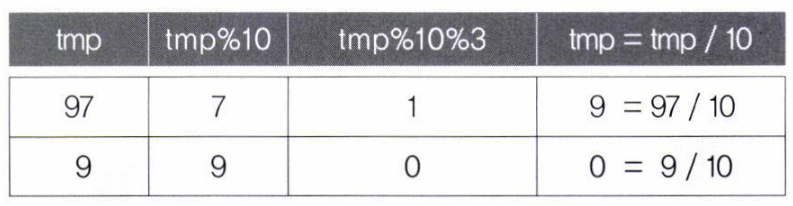 tmp tmp%10 tmp%10%3 tmp = tmp / 10
97 7 1 9 = 97 / 10
9 9 0 0 = 9 / 10